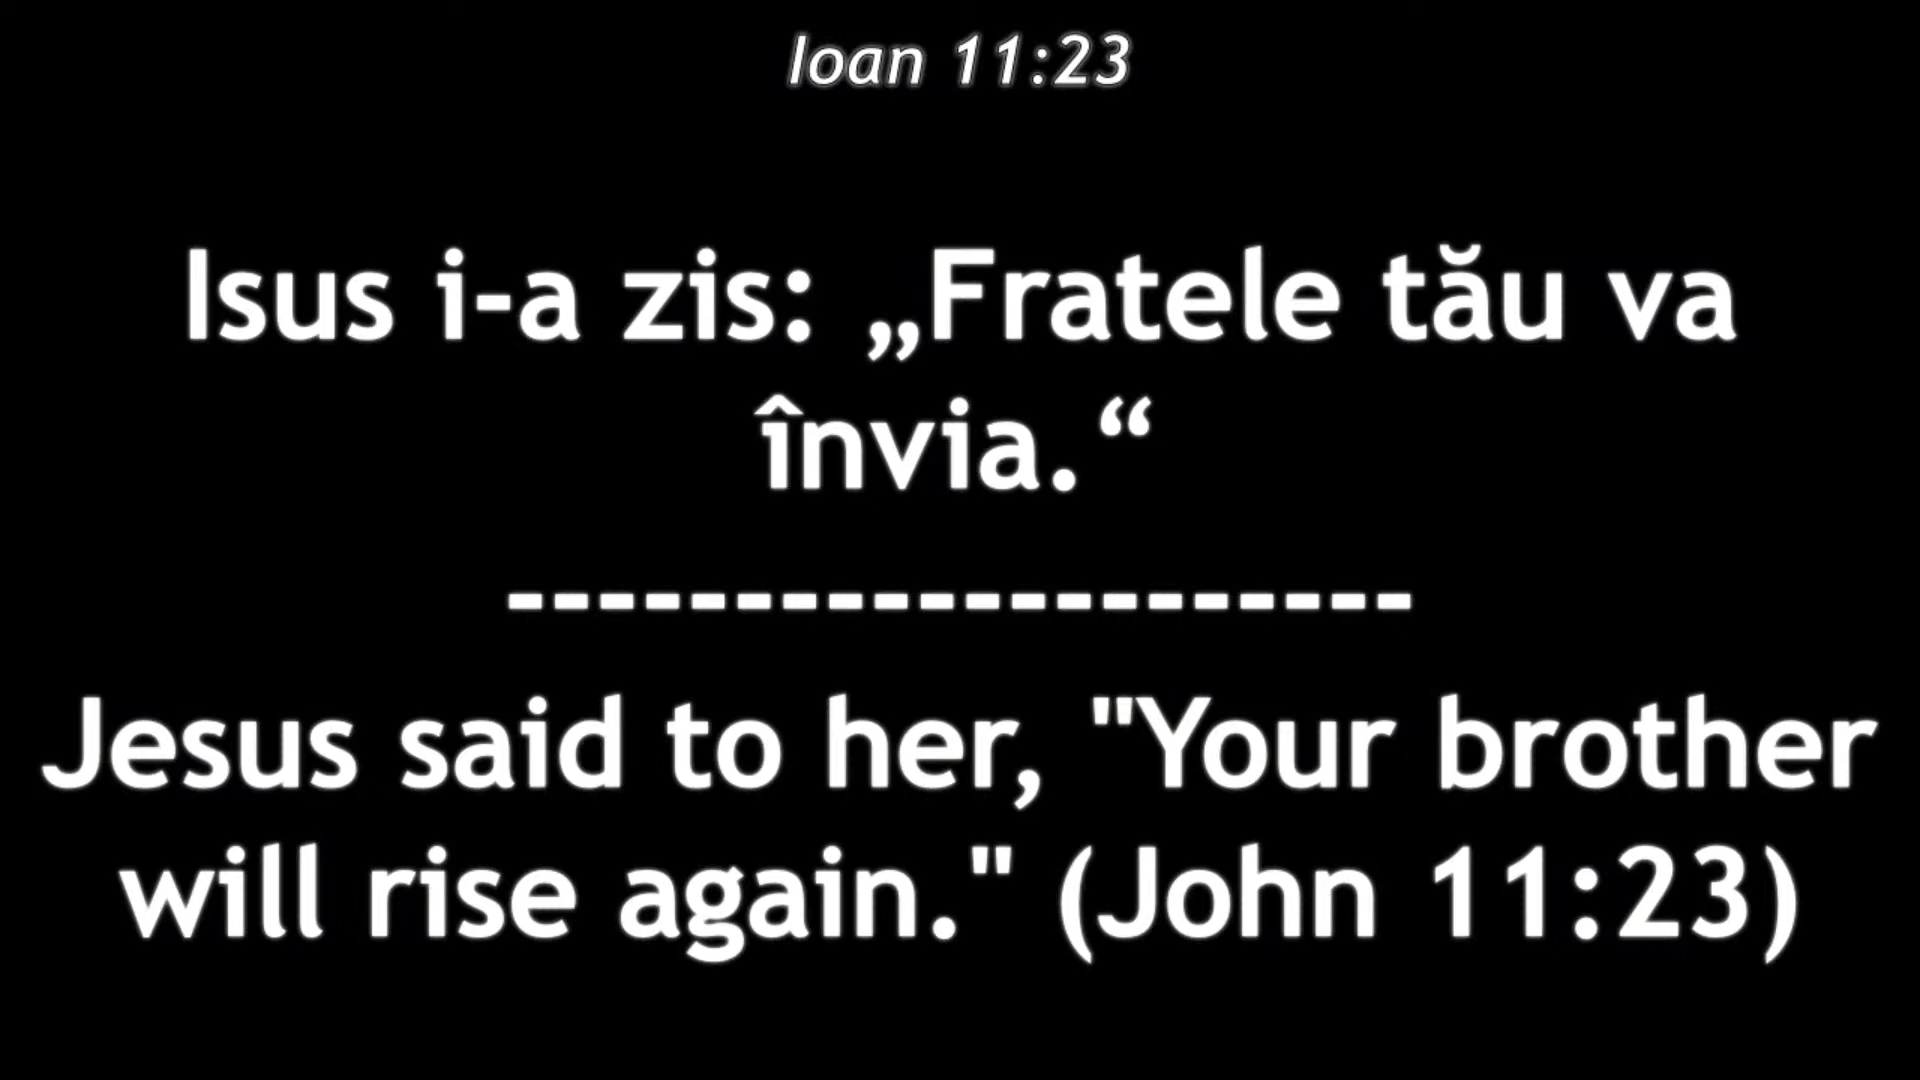 Ioan 11:23
Isus i-a zis: „Fratele tău va
învia.“
--------------------
Jesus said to her, "Your brother
will rise again." (John 11:23)